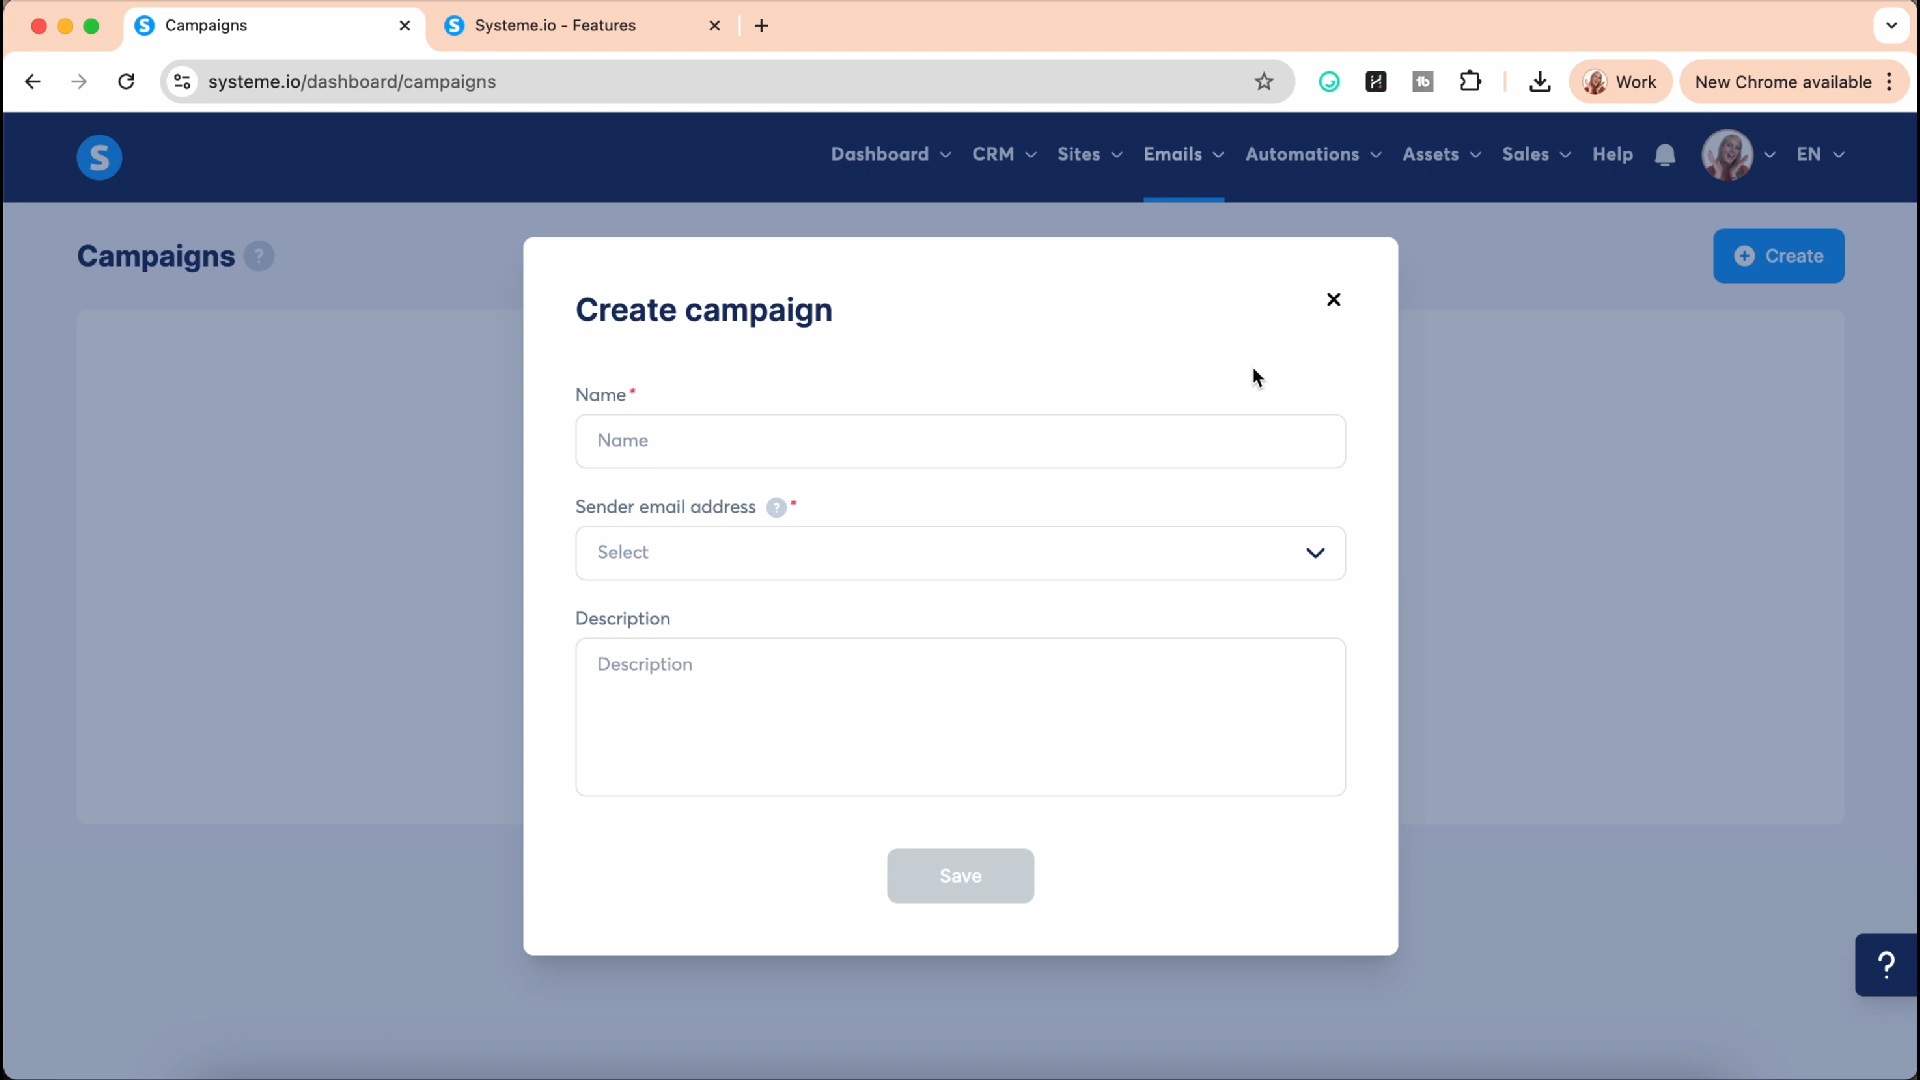 Campaigns
Systeme.io - Features
systeme.io/dashboard/campaigns
Work
New Chrome available
S
Dashboard
CRM
Sites
Emails
Automations
Assets
Sales
Help
EN
Campaigns ?
Create
Create campaign
Name*
Name
Sender email address ? *
Select
Description
Description
Save
?